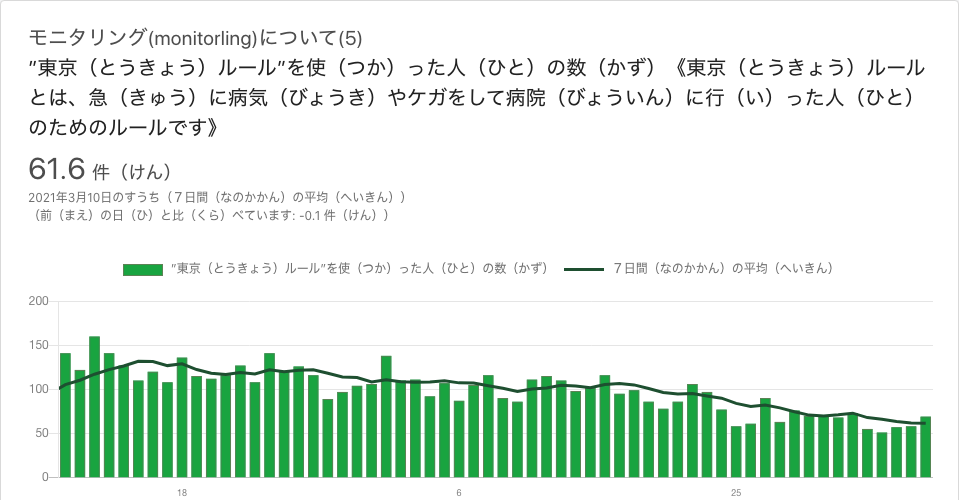 モニタリング(monitorling)について(5)
”東京（とうきょう）ルール”を使（つか）った人（ひと）の数（かず）《東京（とうきょう）ルール
とは、急（きゅう）に病気（びょうき）やケガをして病院（びょういん）に行（い）った人（ひと）
のためのルールです》
61.6 件（けん）
2021年3月10日のすうち（７日間（なのかかん）の平均（へいきん））
（前（まえ）の日（ひ）と比（くら）べています: -0.1 件（けん））
”東京（とうきょう）ルール”を使（つか）った人（ひと）の数（かず） ７日間（なのかかん）の平均（へいきん）
200
150
100
50
0
18 6 25